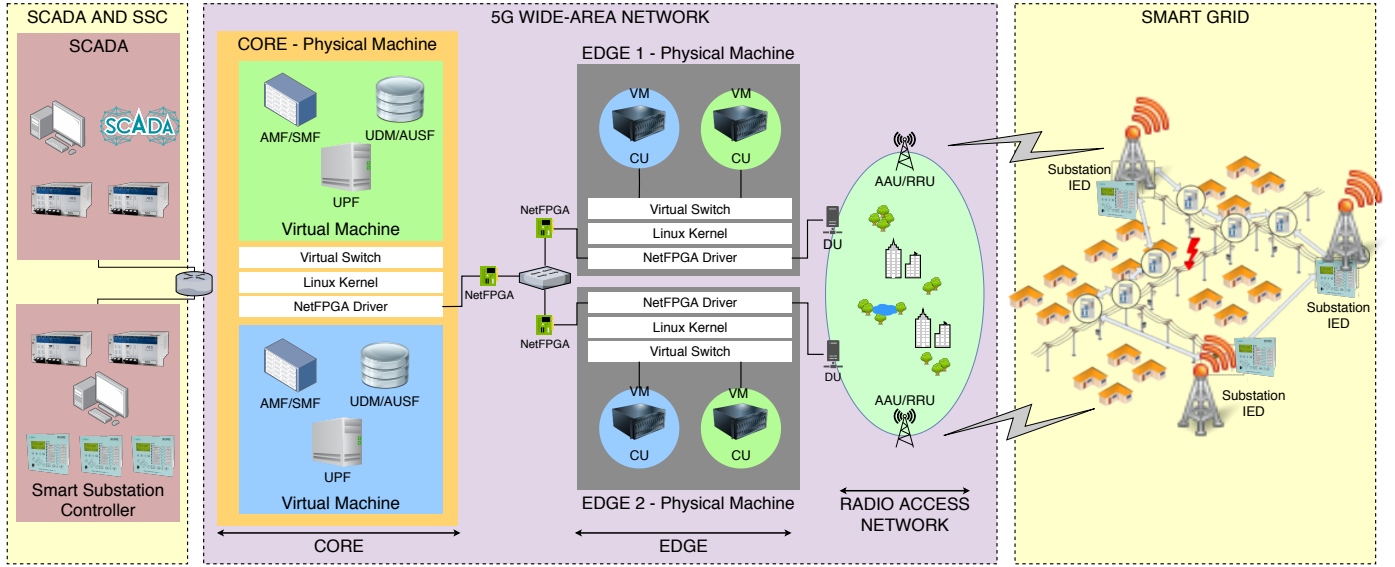 SCADA AND SSC
SCADA
SCADA
Smart Substation
Controller
5G WIDE-AREA NETWORK
CORE - Physical Machine
AMF/SMF
UDM/AUSF
UPF
Virtual Machine
Virtual Switch
Linux Kernel
NetFPGA Driver
AMF/SMF
UDM/AUSF
UPF
Virtual Machine
CORE
NetFPGA
NetFPGA
NetFPGA
EDGE 1 - Physical Machine
VM
CU
VM
CU
Virtual Switch
Linux Kernel
NetFPGA Driver
NetFPGA Driver
Linux Kernel
Virtual Switch
VM
CU
VM
CU
EDGE 2 - Physical Machine
EDGE
DU
DU
AAU/RRU
AAU/RRU
RADIO ACCESS
NETWORK
SMART GRID
Substation
IED
Substation
IED
Substation
IED